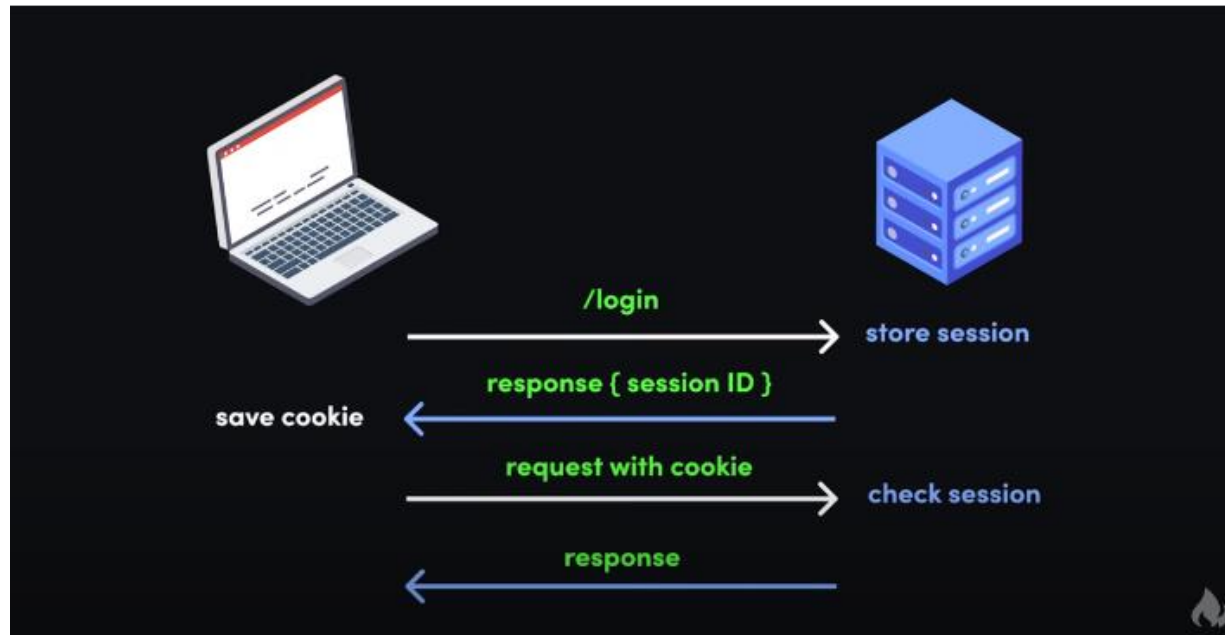 /login
store session
response { session ID }
save cookie
request with cookie
check session
response